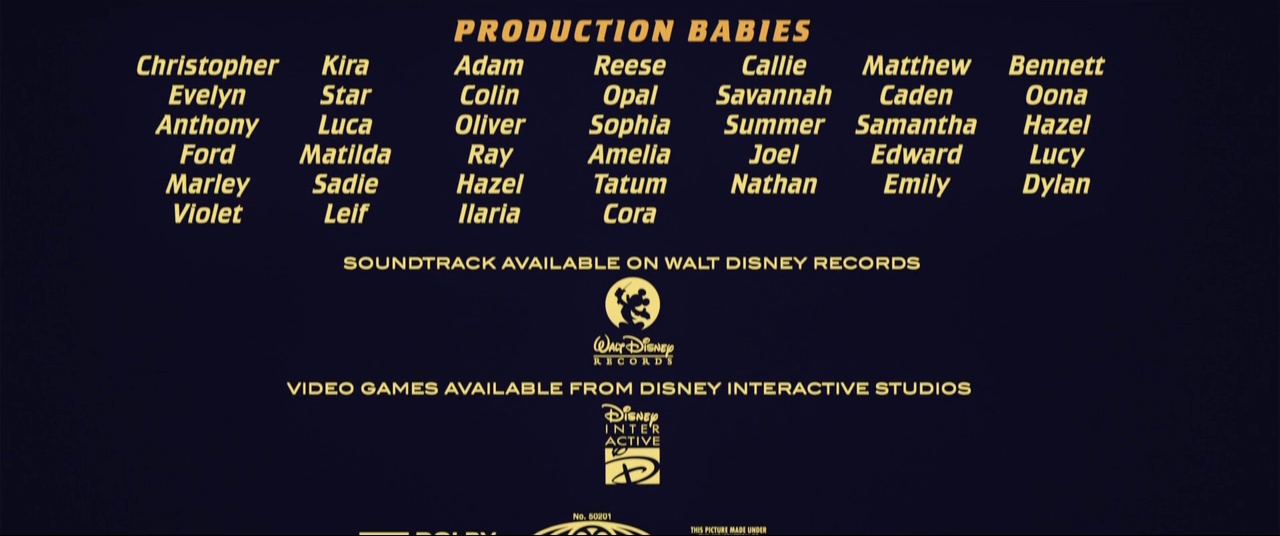 PRODUCTION BABIES
Christopher Kira Adam Reese Callie Matthew Bennett
Evelyn Star Colin Opal Savannah Caden Oona
Anthony Luca Oliver Sophia Summer Samantha Hazel
Ford Matilda Ray Amelia Joel Edward Lucy
Marley Sadie Hazel Tatum Nathan Emily Dylan
Violet Leif Ilaria Cora
SOUNDTRACK AVAILABLE ON WALT DISNEY RECORDS
WALT DISNEY
RECORDS
VIDEO GAMES AVAILABLE FROM DISNEY INTERACTIVE STUDIOS
DISNEY
INTER
ACTIVE
D
No. 50201
DOLBY
THIS PICTURE MADE UNDER